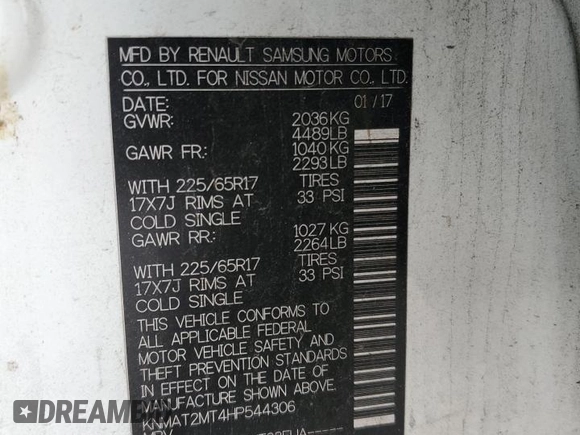 MFD BY RENAULT SAMSUNG MOTORS
CO., LTD. FOR NISSAN MOTOR CO., LTD.
DATE: 01/17
GVWR: 2036KG
4489LB
GAWR FR: 1040KG
2293LB
WITH 225/65R17 TIRES
17X7J RIMS AT 33 PSI
COLD SINGLE
GAWR RR: 1027KG
2264LB
WITH 225/65R17 TIRES
17X7J RIMS AT 33 PSI
COLD SINGLE
THIS VEHICLE CONFORMS TO
ALL APPLICABLE FEDERAL
MOTOR VEHICLE SAFETY AND
THEFT PREVENTION STANDARDS
IN EFFECT ON THE DATE OF
MANUFACTURE SHOWN ABOVE.
KNMAT2MT4HP544306